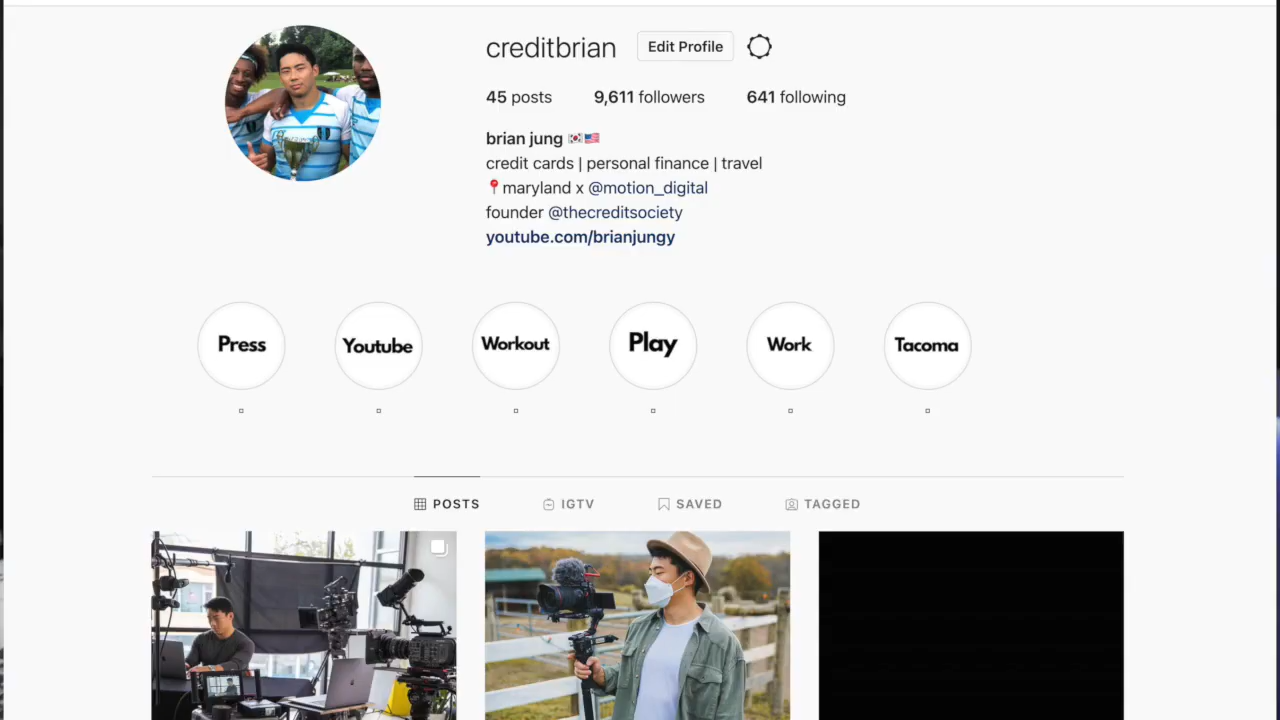 creditbrian Edit Profile
45 posts 9,611 followers 641 following
brian jung 🇰🇷🇺🇸
credit cards | personal finance | travel
📍maryland x @motion_digital
founder @thecreditsociety
youtube.com/brianjungy
Press Youtube Workout Play Work Tacoma
POSTS IGTV SAVED TAGGED